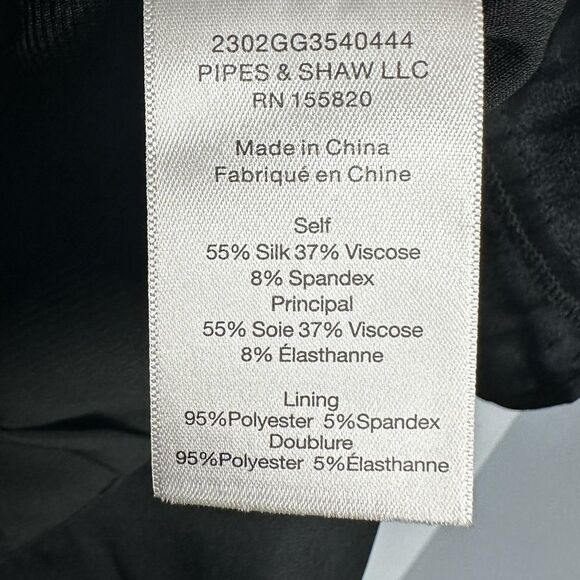 2302GG3540444
PIPES & SHAW LLC
RN 155820
Made in China
Fabriqué en Chine
Self
55% Silk 37% Viscose
8% Spandex
Principal
55% Soie 37% Viscose
8% Élasthanne
Lining
95%Polyester 5%Spandex
Doublure
95%Polyester 5%Élasthanne